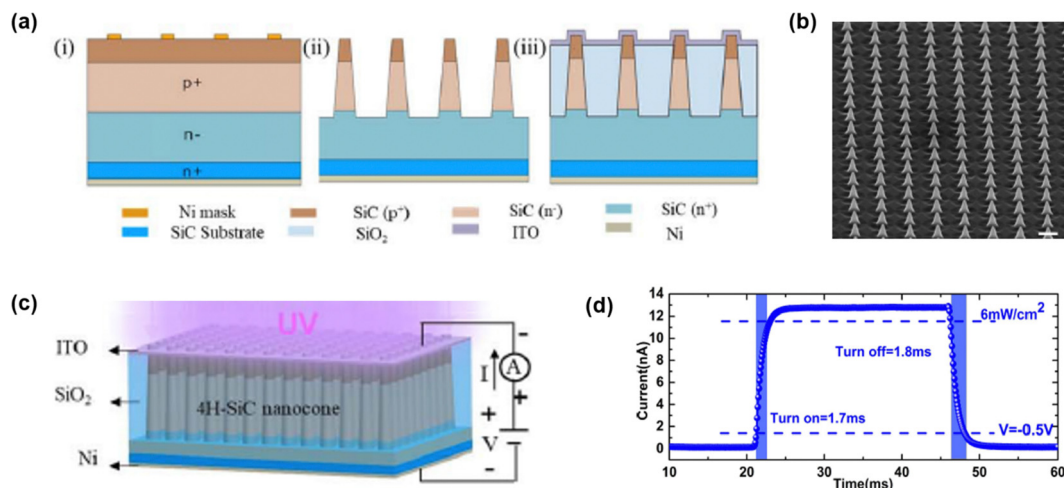 (a)
(i)
(ii)
(iii)
p+
n-
n+
Ni mask
SiC (p+)
SiC (n-)
SiC (n+)
SiC Substrate
SiO2
ITO
Ni
(b)
(c)
UV
ITO
SiO2
Ni
4H-SiC nanocone
I
A
V
+
-
+
-
(d)
Current(nA)
14
12
10
8
6
4
2
0
6mW/cm2
Turn off=1.8ms
Turn on=1.7ms
V=-0.5V
10 20 30 40 50 60
Time(ms)